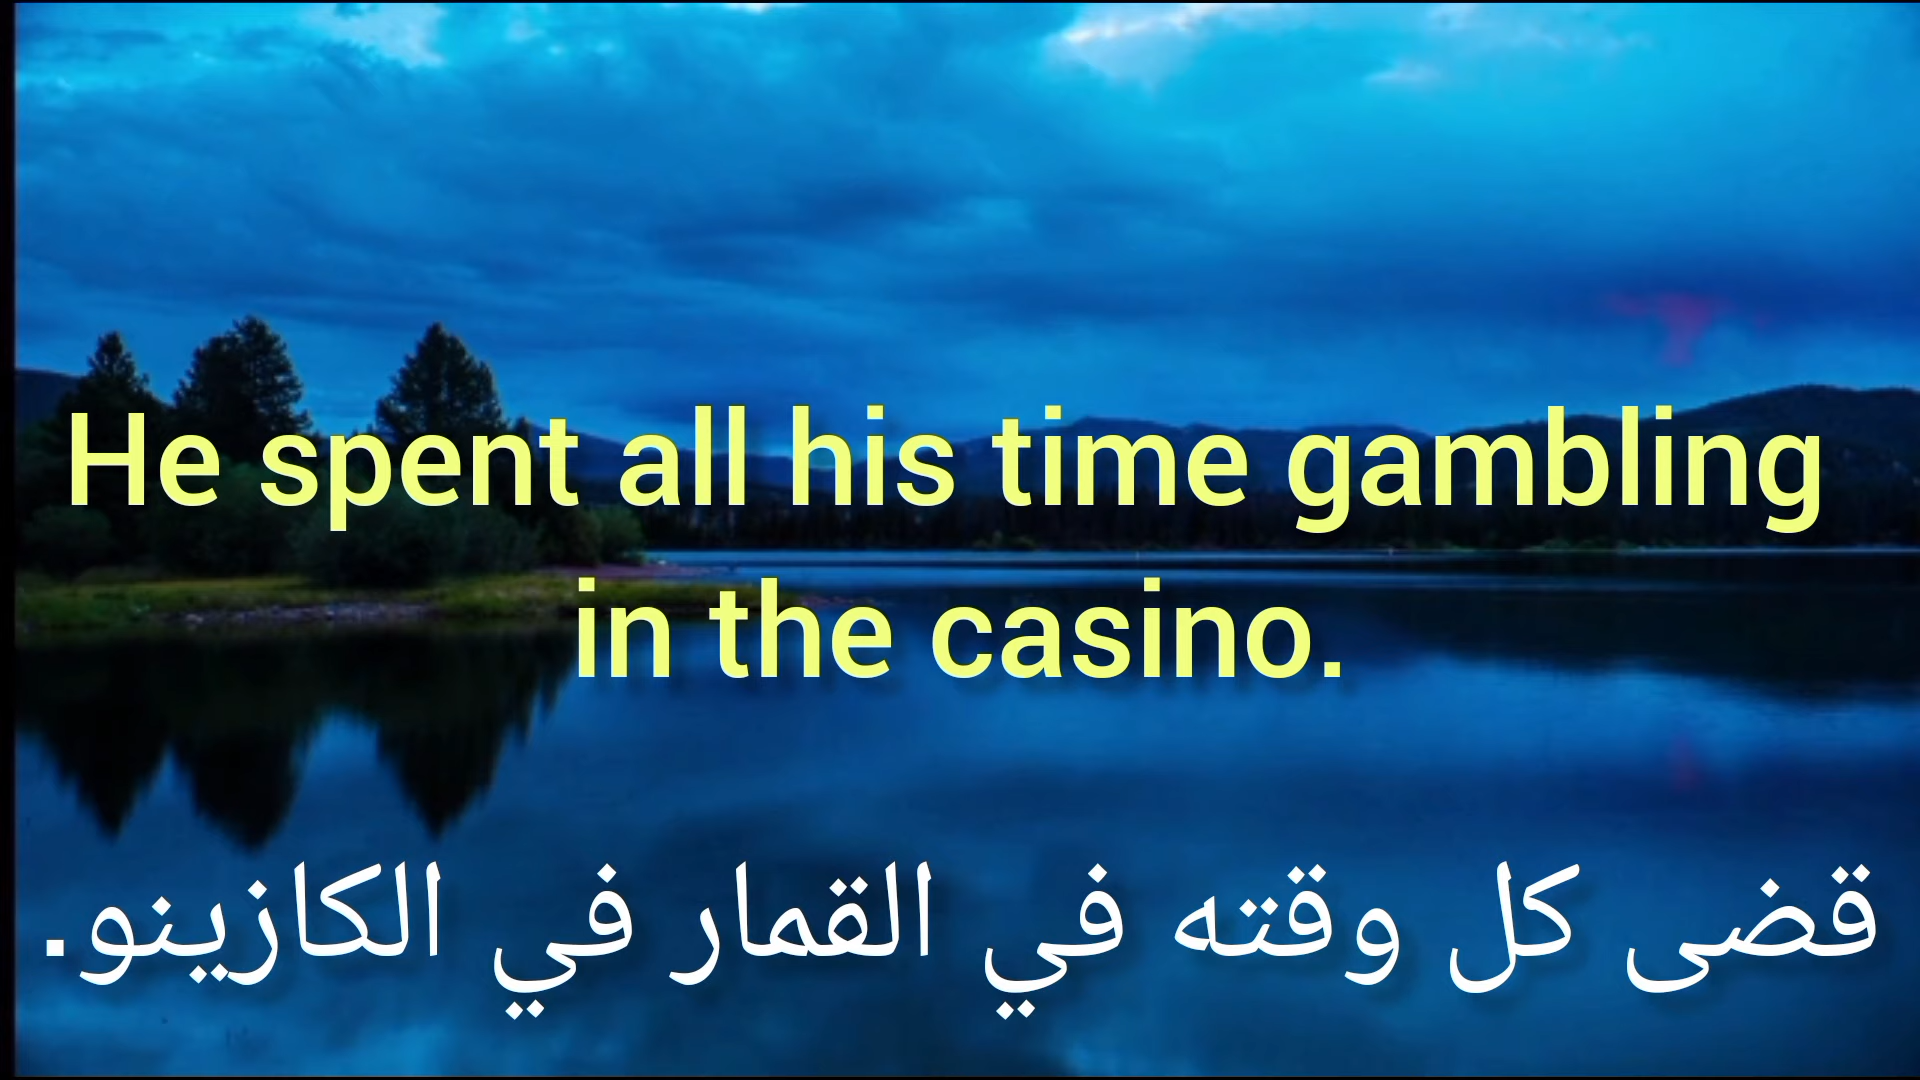 He spent all his time gambling
in the casino.
قضى كل وقته في القمار في الكازينو.